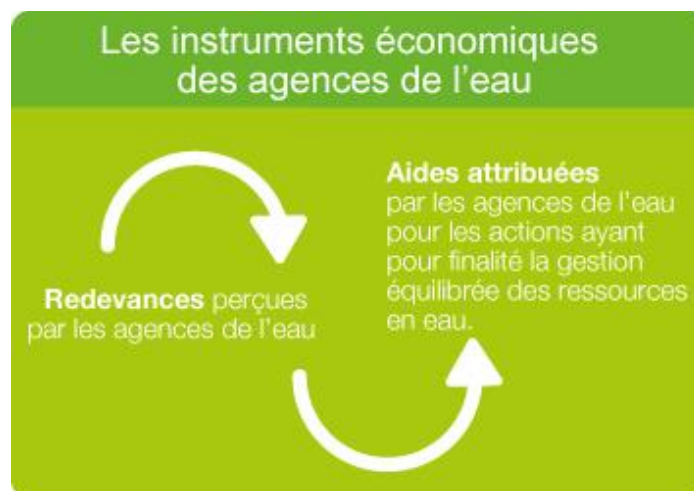 Les instruments économiques
des agences de l'eau
Redevances perçues
par les agences de l'eau
Aides attribuées
par les agences de l'eau
pour les actions ayant
pour finalité la gestion
équilibrée des ressources
en eau.